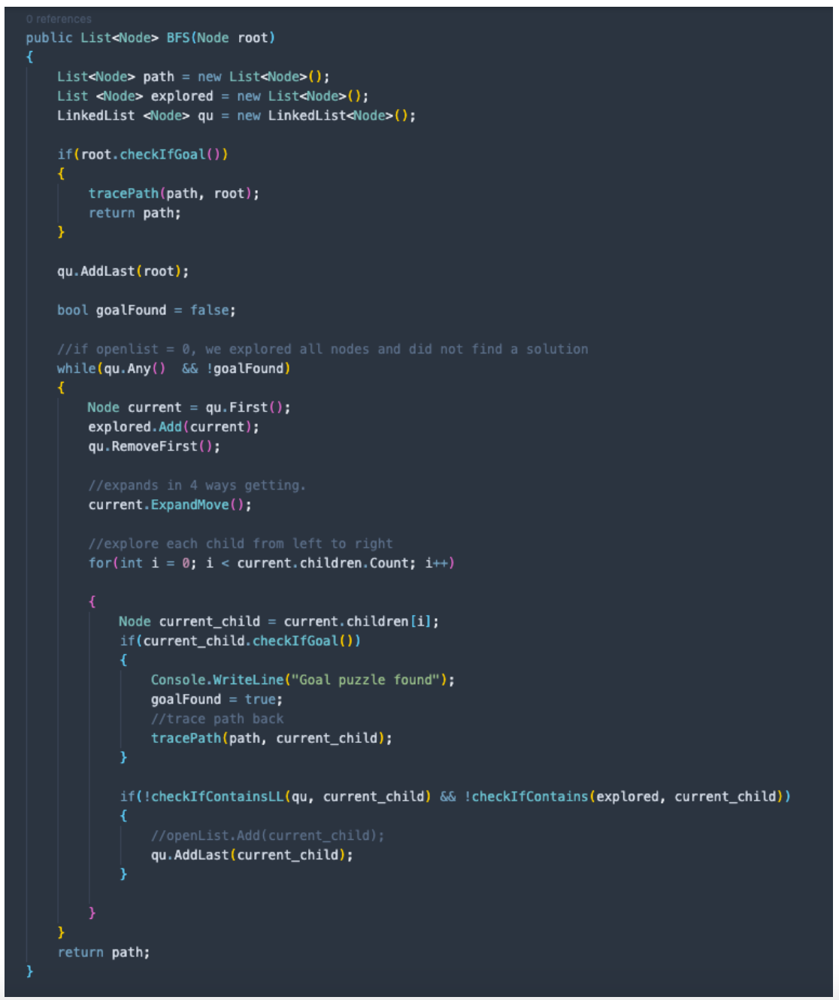 0 references
public List<Node> BFS(Node root)
{
    List<Node> path = new List<Node>();
    List <Node> explored = new List<Node>();
    LinkedList <Node> qu = new LinkedList<Node>();

    if(root.checkIfGoal())
    {
        tracePath(path, root);
        return path;
    }

    qu.AddLast(root);

    bool goalFound = false;

    //if openlist = 0, we explored all nodes and did not find a solution
    while(qu.Any()  && !goalFound)
    {
        Node current = qu.First();
        explored.Add(current);
        qu.RemoveFirst();

        //expands in 4 ways getting.
        current.ExpandMove();

        //explore each child from left to right
        for(int i = 0; i < current.children.Count; i++)

        {
            Node current_child = current.children[i];
            if(current_child.checkIfGoal())
            {
                Console.WriteLine("Goal puzzle found");
                goalFound = true;
                //trace path back
                tracePath(path, current_child);
            }

            if(!checkIfContainsLL(qu, current_child) && !checkIfContains(explored, current_child))
            {
                //openList.Add(current_child);
                qu.AddLast(current_child);
            }

        }
    }
    return path;
}